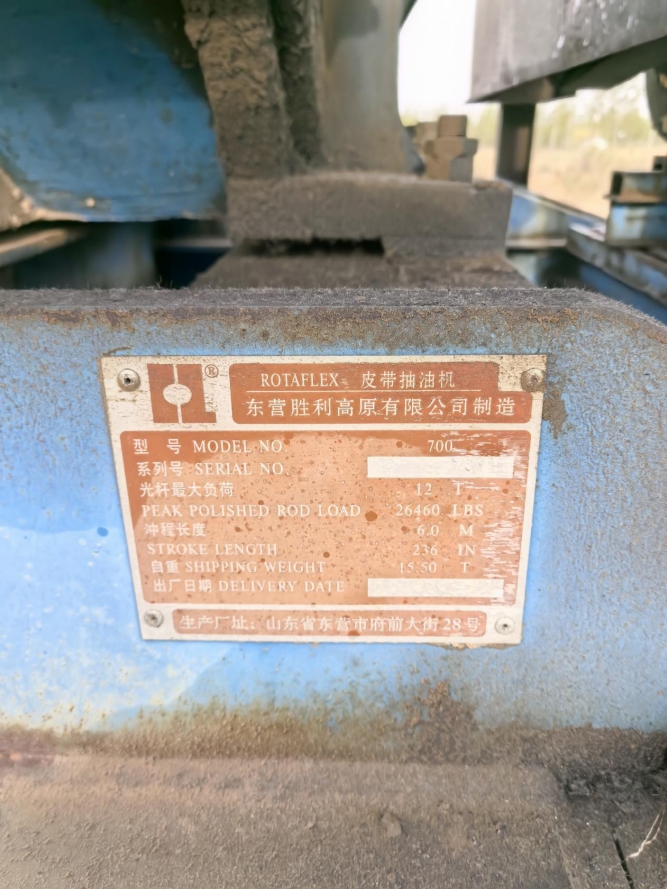 ®
ROTAFLEX 皮带抽油机
东营胜利高原有限公司制造
型 号 MODEL NO. 700
系列号 SERIAL NO.
光杆最大负荷 12 T
PEAK POLISHED ROD LOAD 26460 LBS
冲程长度 6.0 M
STROKE LENGTH 236 IN
自重 SHIPPING WEIGHT 15.50 T
出厂日期 DELIVERY DATE
生产厂址: 山东省东营市府前大街28号